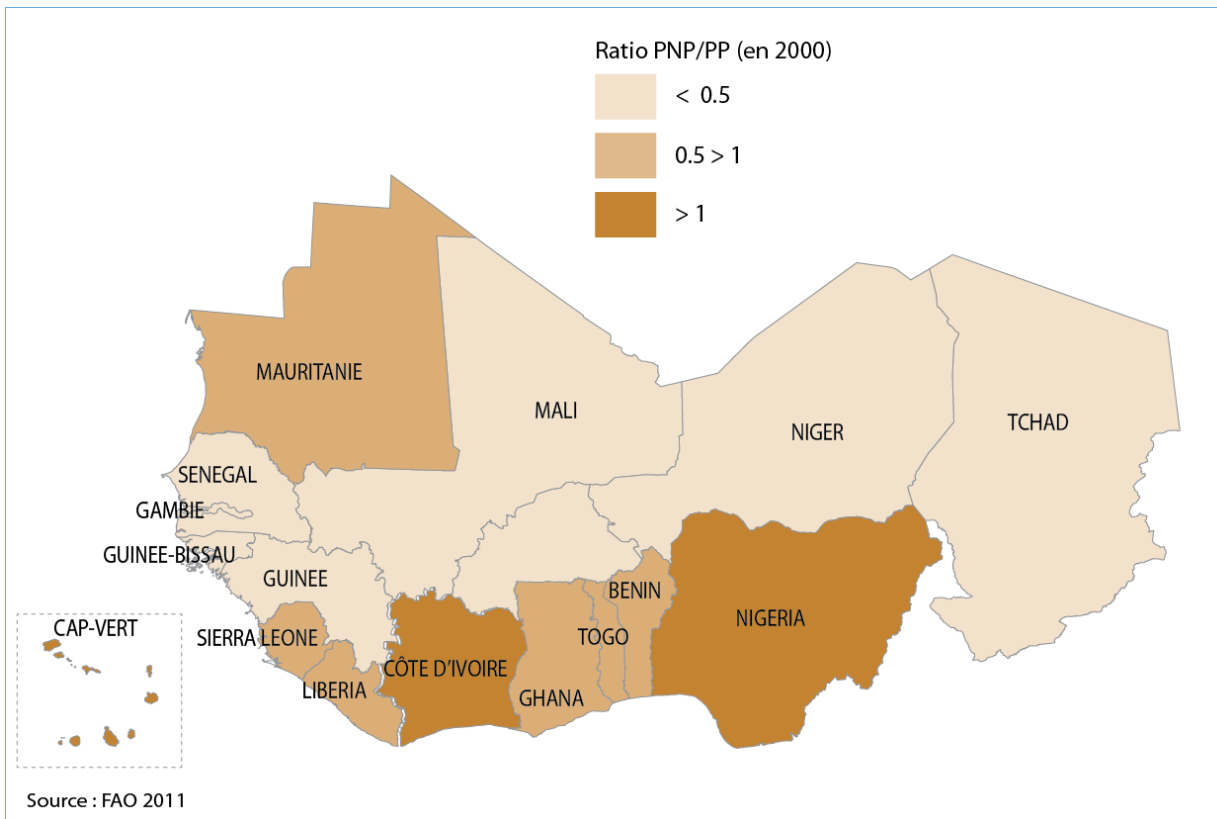 Ratio PNP/PP (en 2000)
< 0.5
0.5 > 1
> 1
MAURITANIE
MALI
NIGER
TCHAD
SENEGAL
GAMBIE
GUINEE-BISSAU
GUINEE
BENIN
NIGERIA
CAP-VERT
SIERRA LEONE
TOGO
CÔTE D'IVOIRE
LIBERIA
GHANA
Source : FAO 2011